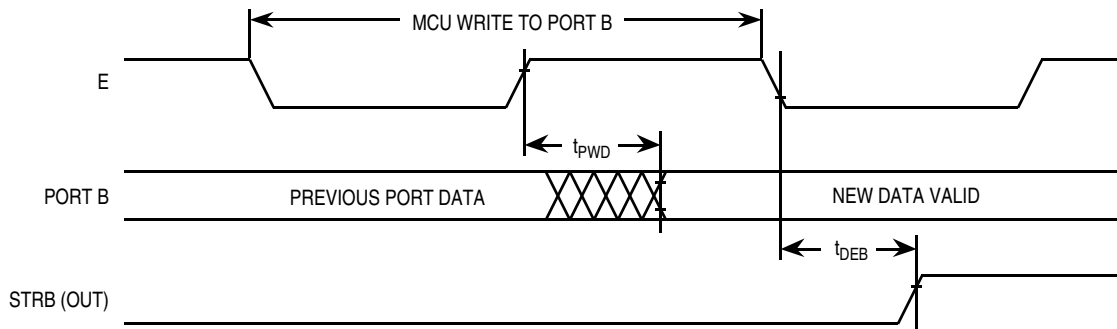 MCU WRITE TO PORT B
E
tPWD
PORT B
PREVIOUS PORT DATA
NEW DATA VALID
tDEB
STRB (OUT)